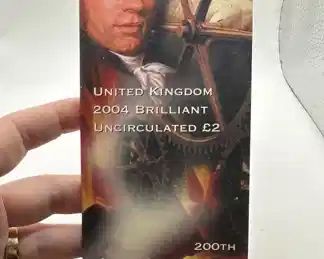 United Kingdom
2004 Brilliant
Uncirculated £2
200TH